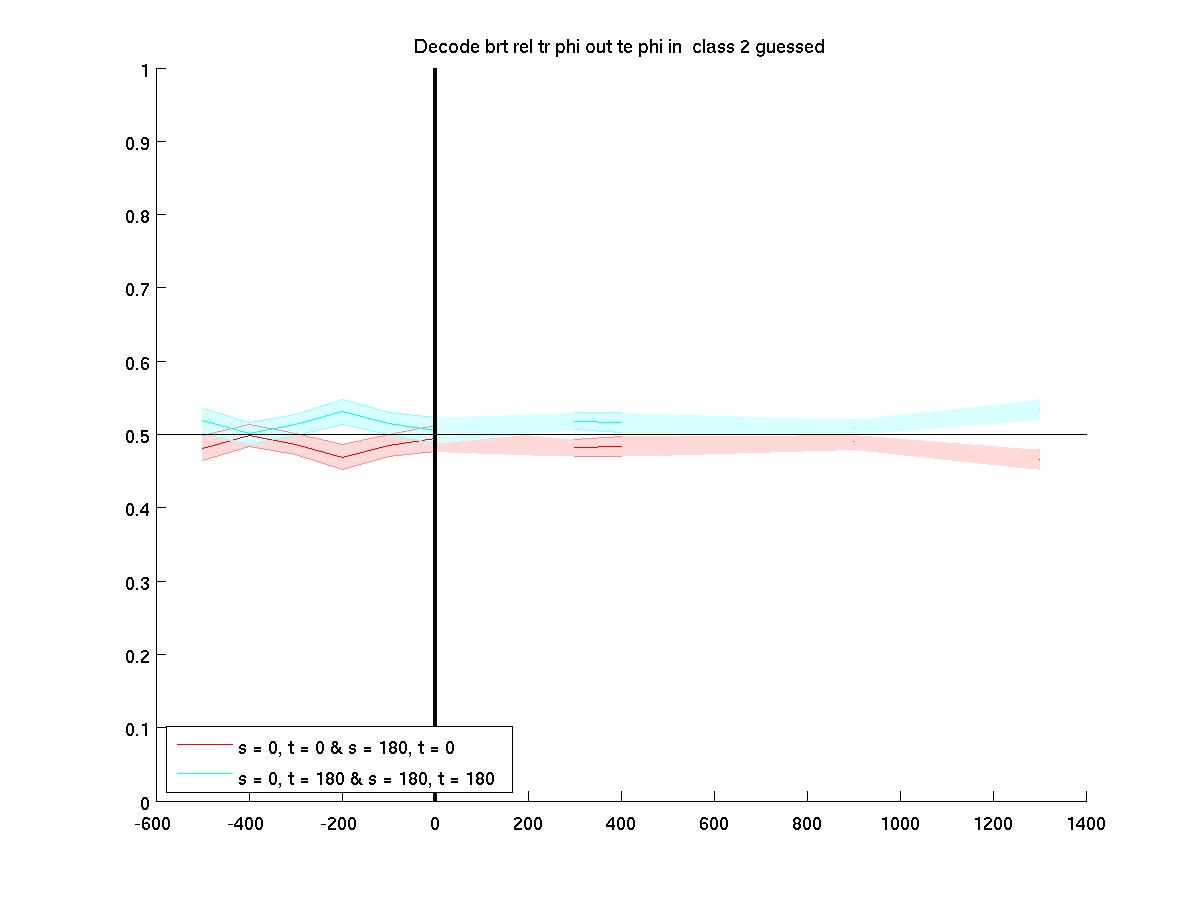 Decode brt rel tr phi out te phi in  class 2 guessed
1
0.9
0.8
0.7
0.6
0.5
0.4
0.3
0.2
0.1
0
s = 0, t = 0 & s = 180, t = 0
s = 0, t = 180 & s = 180, t = 180
-600 -400 -200 0 200 400 600 800 1000 1200 1400